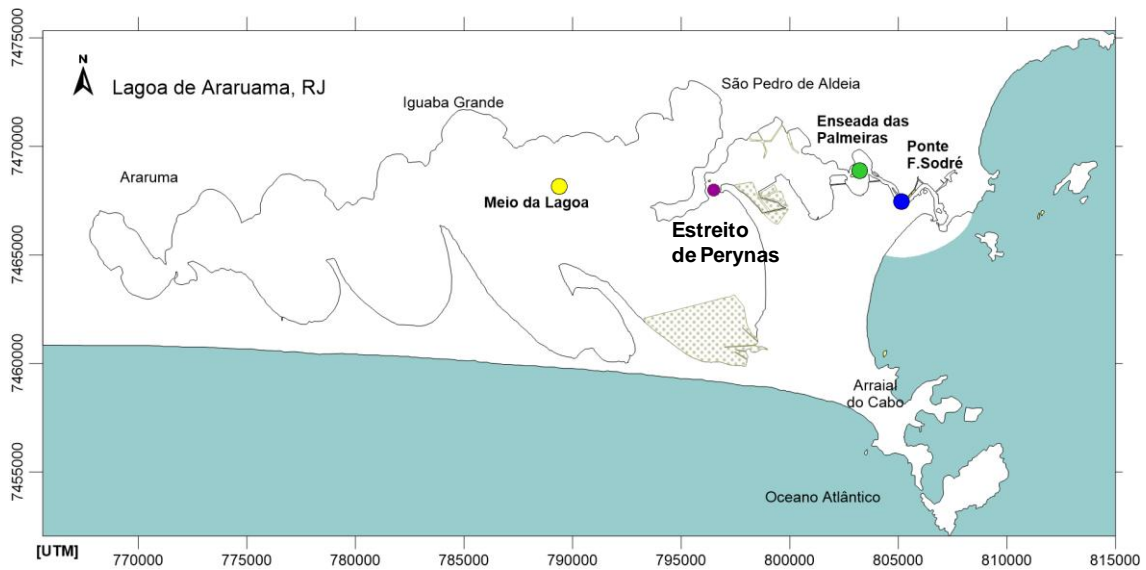 7475000
N
Lagoa de Araruama, RJ
São Pedro de Aldeia
Iguaba Grande
Enseada das
Palmeiras
Ponte
F.Sodré
7470000
Araruma
Meio da Lagoa
Estreito
de Perynas
7465000
7460000
Arraial
do Cabo
7455000
Oceano Atlântico
[UTM]
770000 775000 780000 785000 790000 795000 800000 805000 810000 815000